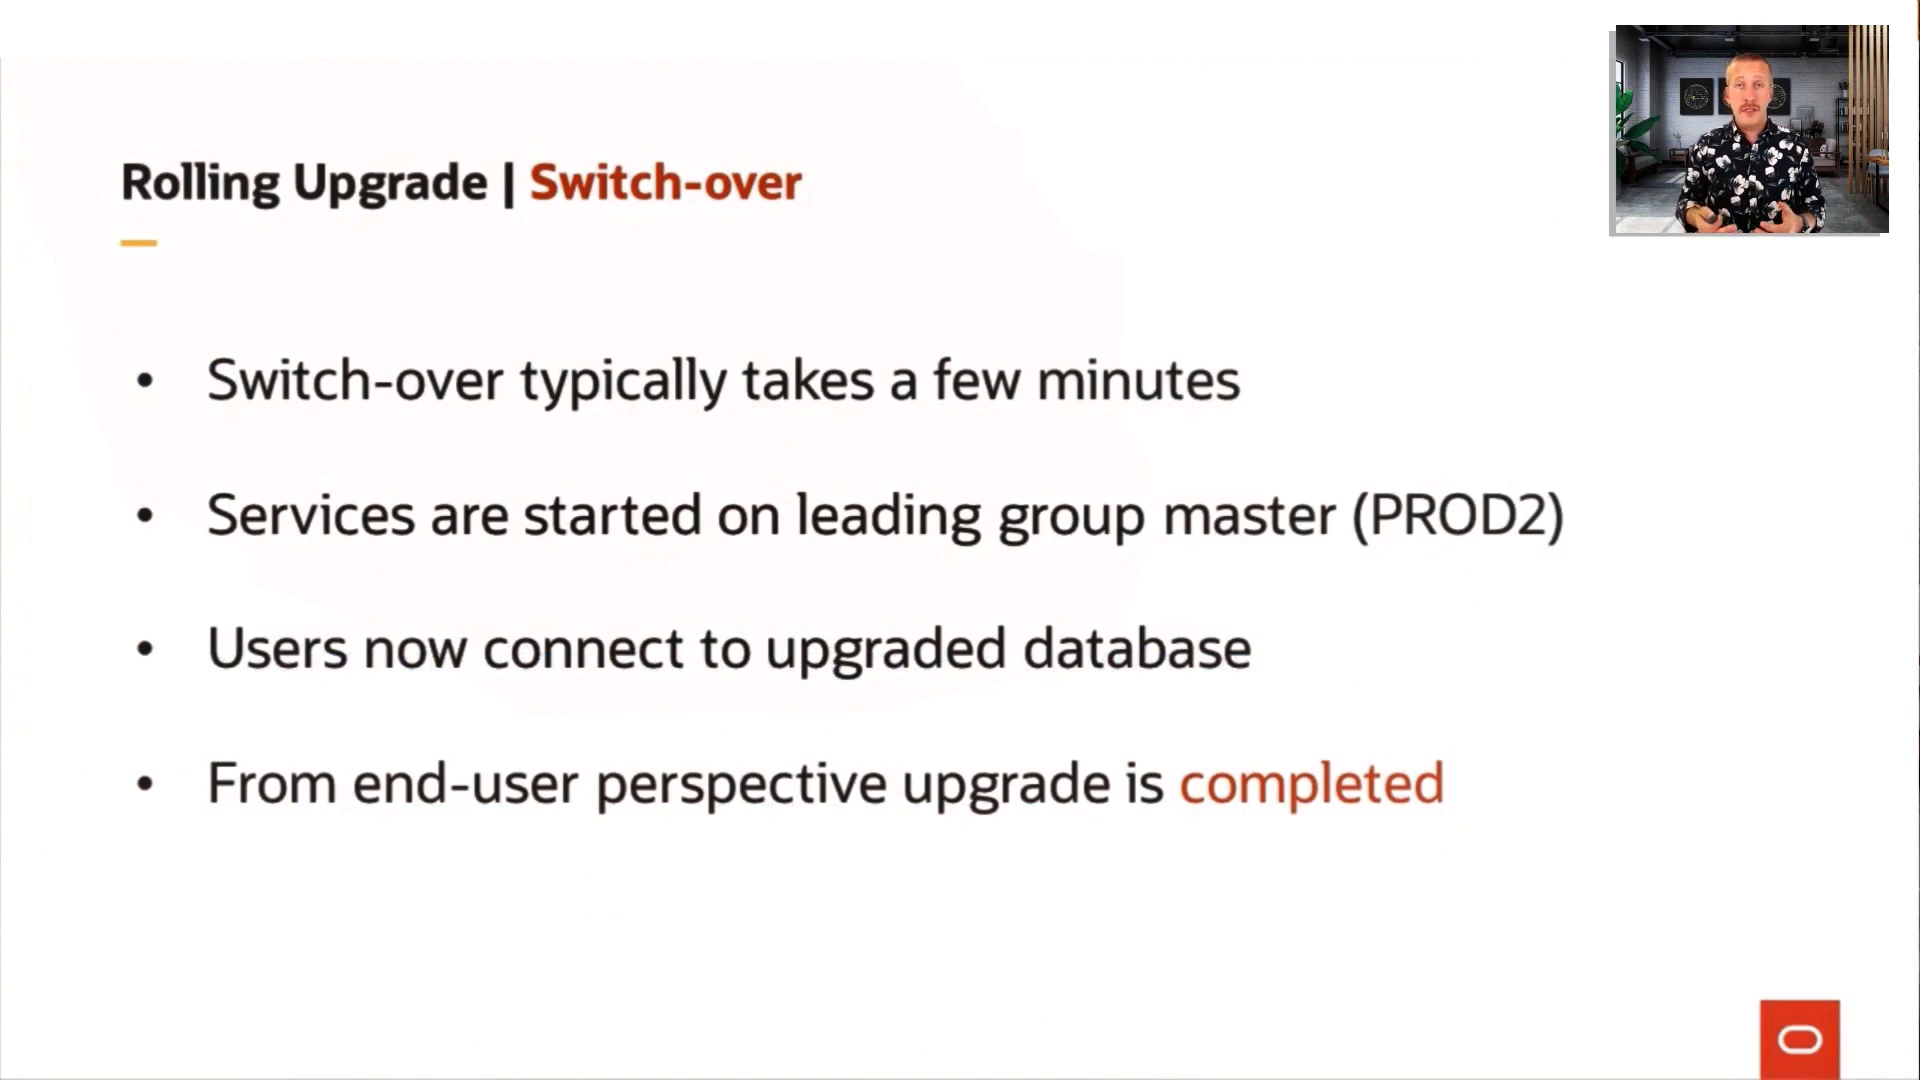 Rolling Upgrade | Switch-over
• Switch-over typically takes a few minutes
• Services are started on leading group master (PROD2)
• Users now connect to upgraded database
• From end-user perspective upgrade is completed